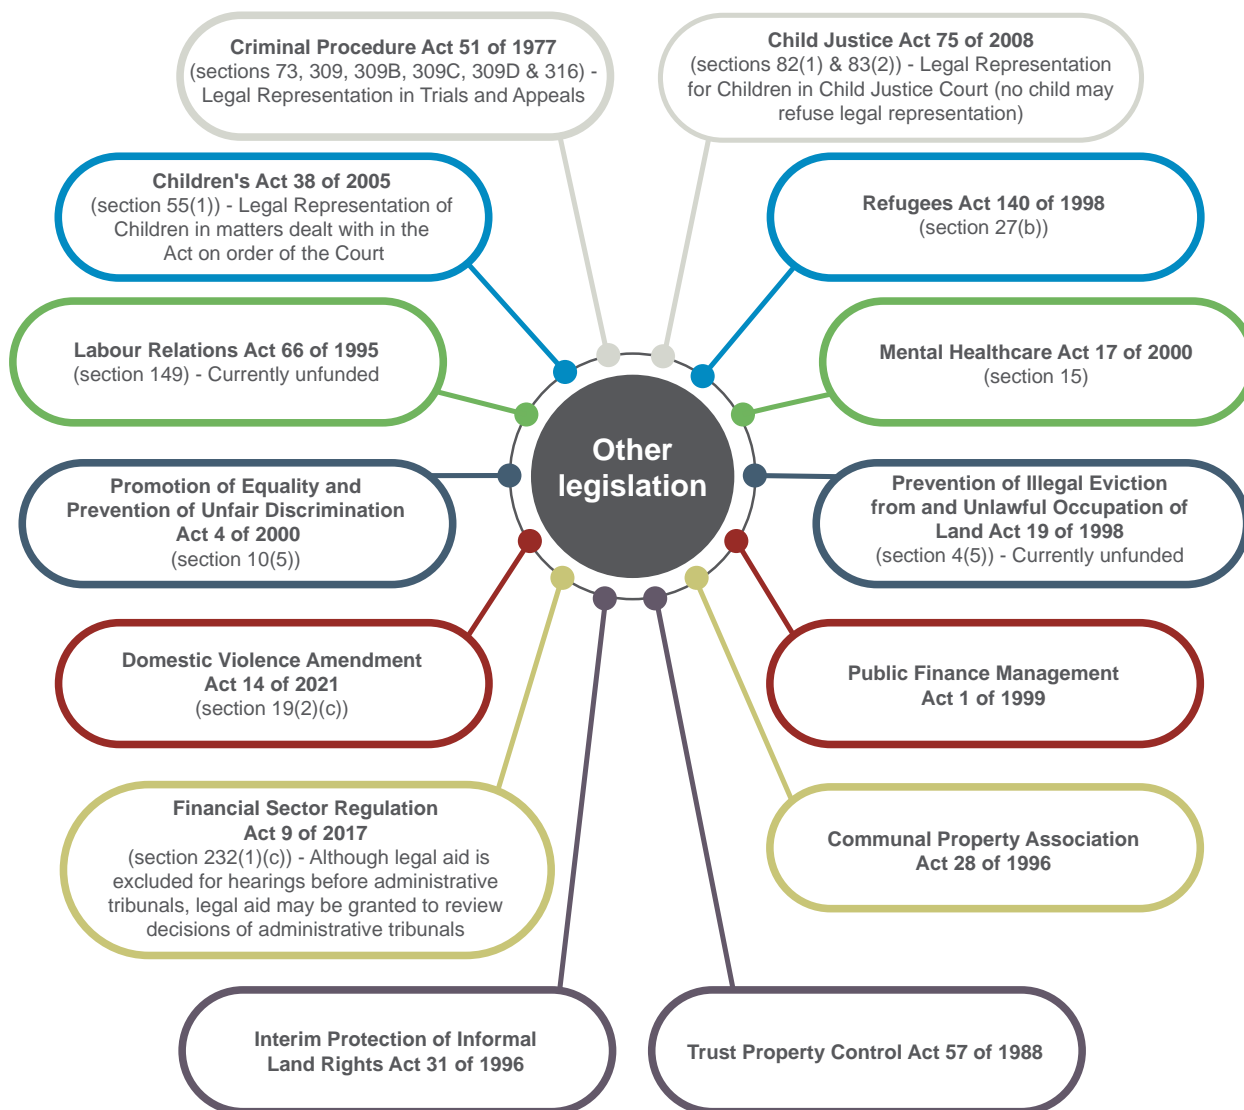 Criminal Procedure Act 51 of 1977
(sections 73, 309, 309B, 309C, 309D & 316) -
Legal Representation in Trials and Appeals
Child Justice Act 75 of 2008
(sections 82(1) & 83(2)) - Legal Representation
for Children in Child Justice Court (no child may
refuse legal representation)
Children's Act 38 of 2005
(section 55(1)) - Legal Representation of
Children in matters dealt with in the
Act on order of the Court
Refugees Act 140 of 1998
(section 27(b))
Labour Relations Act 66 of 1995
(section 149) - Currently unfunded
Mental Healthcare Act 17 of 2000
(section 15)
Other
legislation
Promotion of Equality and
Prevention of Unfair Discrimination
Act 4 of 2000
(section 10(5))
Prevention of Illegal Eviction
from and Unlawful Occupation of
Land Act 19 of 1998
(section 4(5)) - Currently unfunded
Domestic Violence Amendment
Act 14 of 2021
(section 19(2)(c))
Public Finance Management
Act 1 of 1999
Financial Sector Regulation
Act 9 of 2017
(section 232(1)(c)) - Although legal aid is
excluded for hearings before administrative
tribunals, legal aid may be granted to review
decisions of administrative tribunals
Communal Property Association
Act 28 of 1996
Interim Protection of Informal
Land Rights Act 31 of 1996
Trust Property Control Act 57 of 1988